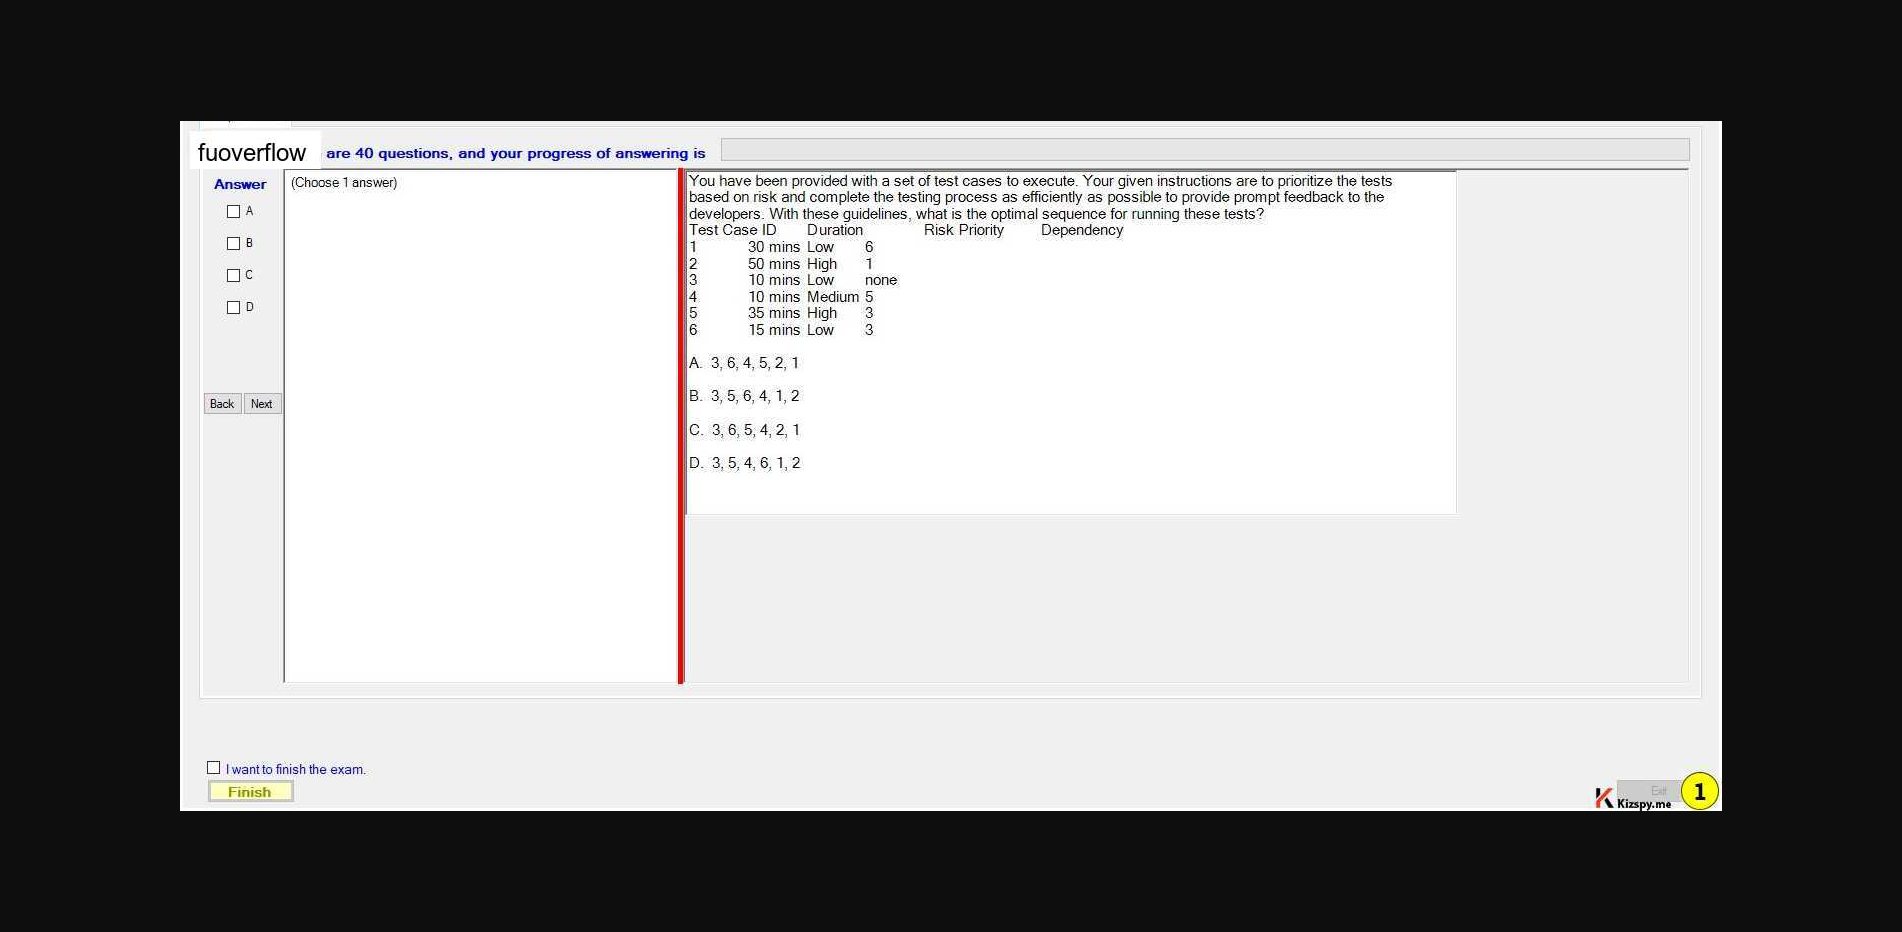 fuoverflow are 40 questions, and your progress of answering is
Answer
A
B
C
D
Back Next
(Choose 1 answer)
You have been provided with a set of test cases to execute. Your given instructions are to prioritize the tests
based on risk and complete the testing process as efficiently as possible to provide prompt feedback to the
developers. With these guidelines, what is the optimal sequence for running these tests?
Test Case ID Duration Risk Priority Dependency
1 30 mins Low 6
2 50 mins High 1
3 10 mins Low none
4 10 mins Medium 5
5 35 mins High 3
6 15 mins Low 3
A. 3, 6, 4, 5, 2, 1
B. 3, 5, 6, 4, 1, 2
C. 3, 6, 5, 4, 2, 1
D. 3, 5, 4, 6, 1, 2
I want to finish the exam.
Finish
Exit
Kizspy.me
1